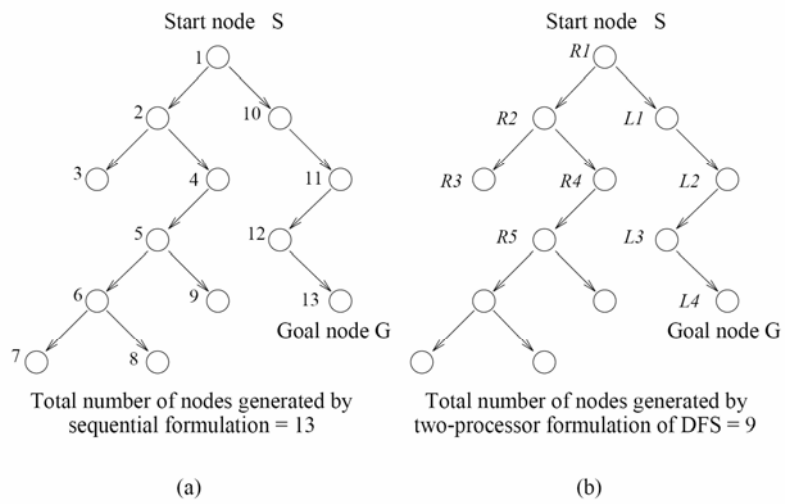 Start node S
1
2
10
3
4
11
5
12
6
9
13
Goal node G
7
8
Total number of nodes generated by
sequential formulation = 13
(a)
Start node S
R1
R2
L1
R3
R4
L2
R5
L3
L4
Goal node G
Total number of nodes generated by
two-processor formulation of DFS = 9
(b)